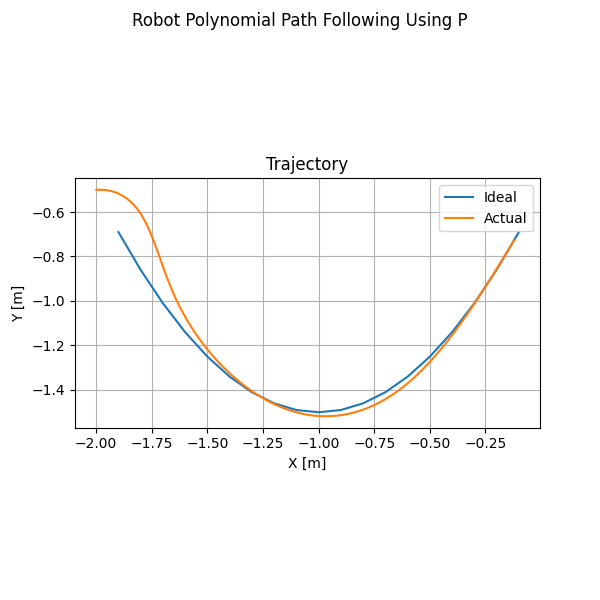 Robot Polynomial Path Following Using P
Trajectory
Ideal
Actual
−0.6
−0.8
−1.0
−1.2
−1.4
Y [m]
−2.00 −1.75 −1.50 −1.25 −1.00 −0.75 −0.50 −0.25
X [m]